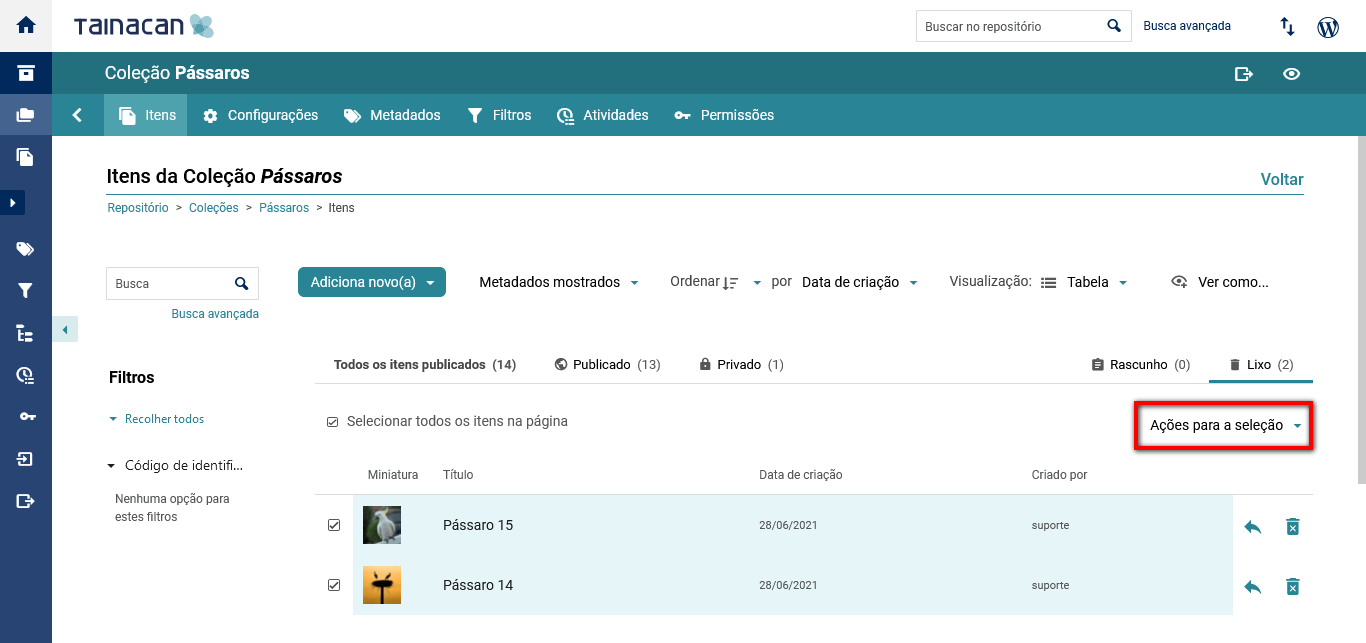 TAINACAN
Buscar no repositório
Busca avançada
Coleção Pássaros
Itens
Configurações
Metadados
Filtros
Atividades
Permissões
Itens da Coleção Pássaros
Voltar
Repositório > Coleções > Pássaros > Itens
Busca
Adiciona novo(a)
Metadados mostrados
Ordenar
por
Data de criação
Visualização:
Tabela
Ver como...
Busca avançada
Todos os itens publicados (14)
Publicado (13)
Privado (1)
Rascunho (0)
Lixo (2)
Filtros
Recolher todos
Código de identifi...
Nenhuma opção para
estes filtros
Selecionar todos os itens na página
Ações para a seleção
Miniatura Título Data de criação Criado por
Pássaro 15 28/06/2021 suporte
Pássaro 14 28/06/2021 suporte